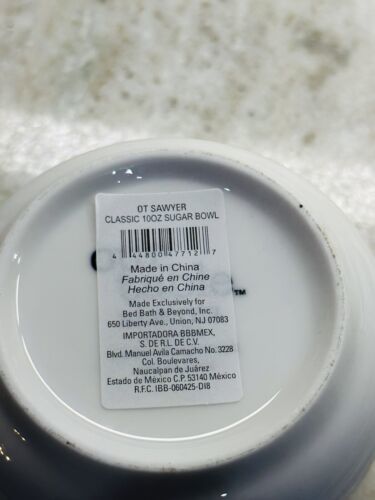 OT SAWYER
CLASSIC 10OZ SUGAR BOWL
4 44800 47712 7
Made in China
Fabriqué en Chine
Hecho en China
TM
Made Exclusively for
Bed Bath & Beyond, Inc.
650 Liberty Ave., Union, NJ 07083
IMPORTADORA BBBMEX,
S. DE R.L. DE C.V.
Blvd. Manuel Avila Camacho No. 3228
Col. Boulevares,
Naucalpan de Juárez
Estado de México C.P. 53140 México
R.F.C. IBB-060425-DI8